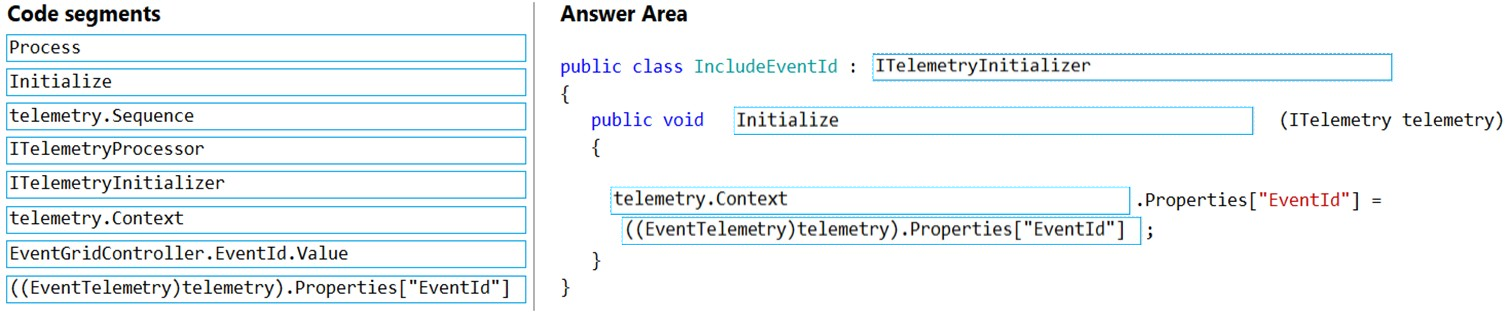 Code segments
Process
Initialize
telemetry.Sequence
ITelemetryProcessor
ITelemetryInitializer
telemetry.Context
EventGridController.EventId.Value
((EventTelemetry)telemetry).Properties["EventId"]
Answer Area
public class IncludeEventId : ITelemetryInitializer
{
public void Initialize (ITelemetry telemetry)
{
telemetry.Context .Properties["EventId"] =
((EventTelemetry)telemetry).Properties["EventId"] ;
}
}